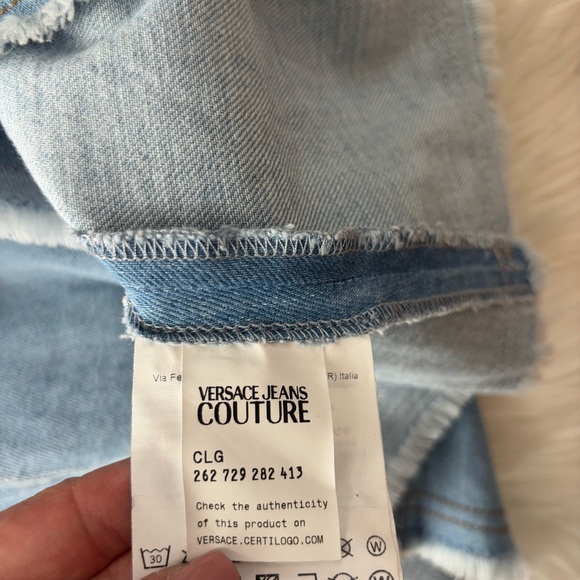 Via Fe R) Italia
VERSACE JEANS
COUTURE
CLG
262 729 282 413
Check the authenticity
of this product on
VERSACE.CERTILOGO.COM
30
W
W